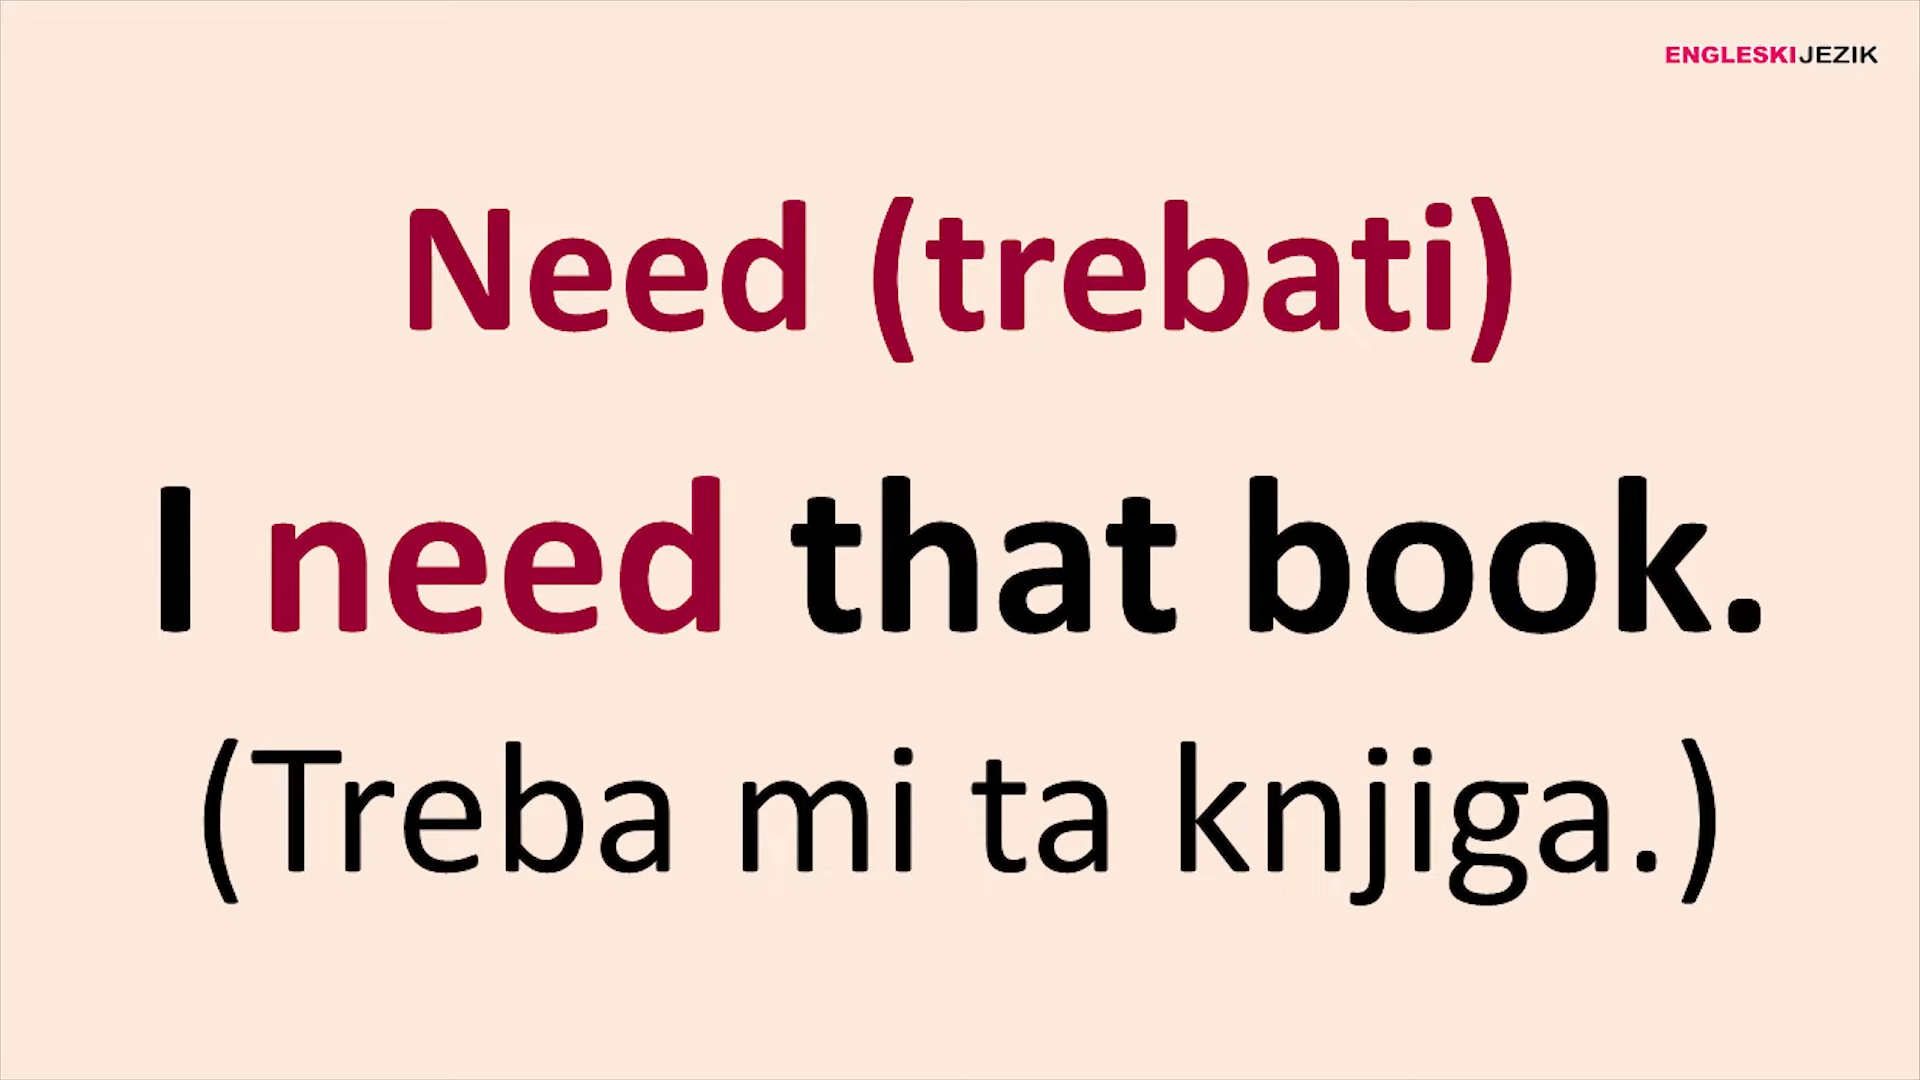 ENGLESKIJEZIK
Need (trebati)
I need that book.
(Treba mi ta knjiga.)